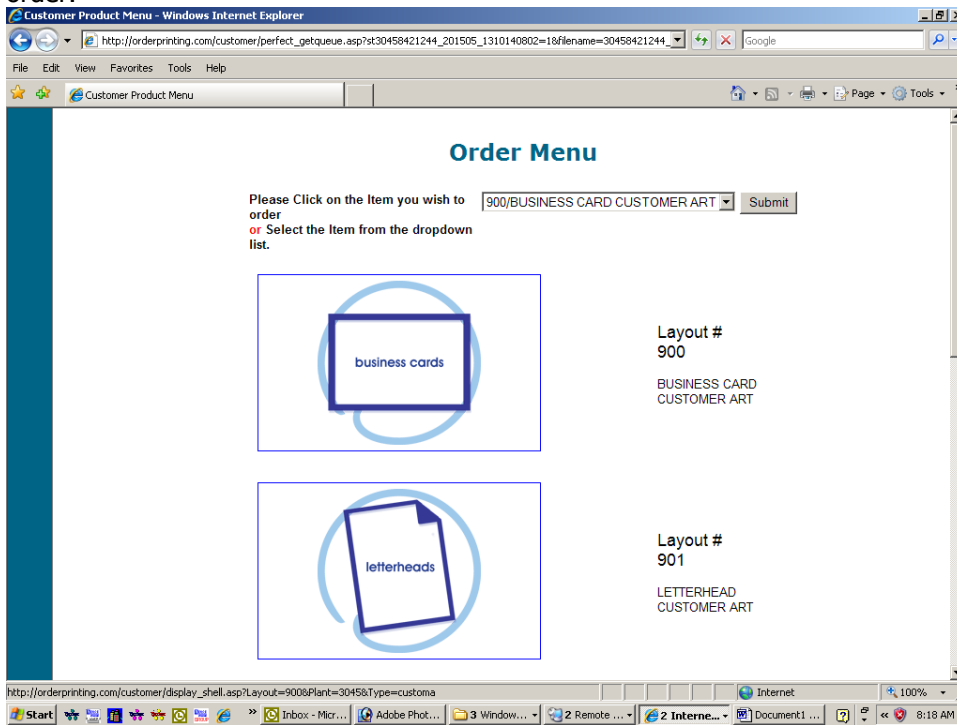 order.
Customer Product Menu - Windows Internet Explorer
http://orderprinting.com/customer/perfect_getqueue.asp?st30458421244_201505_1310140802=1&filename=30458421244_
Google
File Edit View Favorites Tools Help
Customer Product Menu
Page Tools
Order Menu
Please Click on the Item you wish to
order
or Select the Item from the dropdown
list.
900/BUSINESS CARD CUSTOMER ART
Submit
business cards
Layout #
900
BUSINESS CARD
CUSTOMER ART
letterheads
Layout #
901
LETTERHEAD
CUSTOMER ART
http://orderprinting.com/customer/display_shell.asp?Layout=900&Plant=3045&Type=customa
Internet
100%
Start
Inbox - Micr...
Adobe Phot...
3 Window...
2 Remote ...
2 Interne...
Document1 ...
8:18 AM